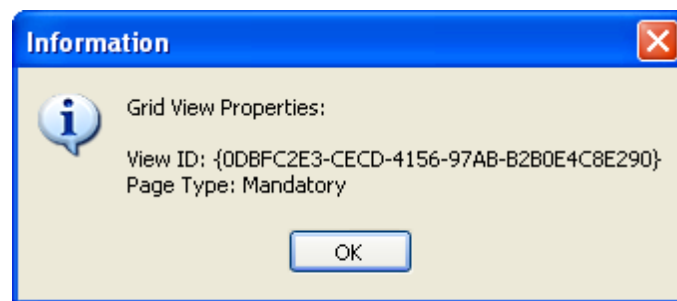 Information
Grid View Properties:
View ID: {0DBFC2E3-CECD-4156-97AB-B2B0E4C8E290}
Page Type: Mandatory
OK